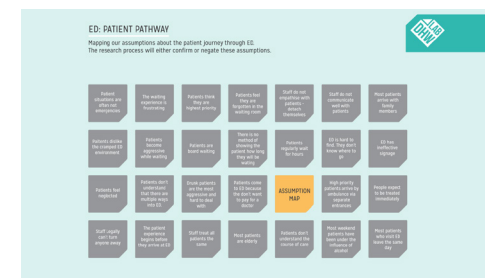 ED: PATIENT PATHWAY
Mapping our assumptions about the patient journey through ED.
The research process will either confirm or negate these assumptions.
DHW LAB
Patient
situations are
often not
emergencies
The waiting
experience is
frustrating
Patients think
they are
highest priority
Patients feel
they are
forgotten in the
waiting room
Staff do not
empathise with
patients -
detach
themselves
Staff do not
communicate
well with
patients
Most patients
arrive with
family
members
Patients dislike
the cramped ED
environment
Patients
become
aggressive
while waiting
Patients are
bored waiting
There is no
method of
showing the
patient how long
they will be
waiting
Patients
regularly wait
for hours
ED is hard to
find. They don't
know where to
go
ED has
ineffective
signage
Patients feel
neglected
Patients don't
understand
that there are
multiple ways
into ED
Drunk patients
are the most
aggressive and
hard to deal
with
Patients come
to ED because
the don't want
to pay for a
doctor
ASSUMPTION
MAP
High priority
patients arrive by
ambulance via
separate
entrances
People expect
to be treated
immediately
Staff legally
can't turn
anyone away
The patient
experience
begins before
they arrive at ED
Staff treat all
patients the
same
Most patients
are elderly
Patients don't
understand the
course of care
Most weekend
patients have
been under the
influence of
alcohol
Most patients
who visit ED
leave the same
day